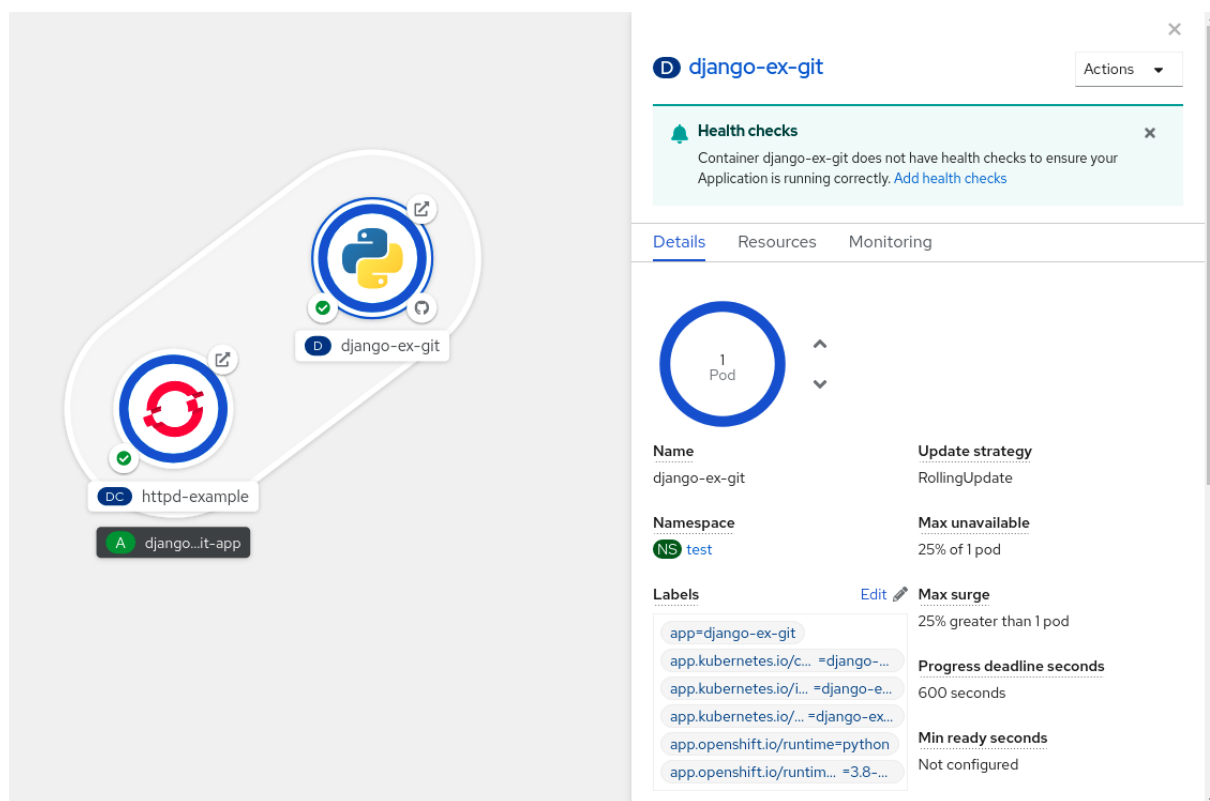 D django-ex-git
DC httpd-example
A django...it-app
D django-ex-git
Actions
Health checks
Container django-ex-git does not have health checks to ensure your
Application is running correctly. Add health checks
Details Resources Monitoring
1
Pod
Name
django-ex-git
Update strategy
RollingUpdate
Namespace
NS test
Max unavailable
25% of 1 pod
Labels Edit
app=django-ex-git
app.kubernetes.io/c... =django-...
app.kubernetes.io/i... =django-e...
app.kubernetes.io/... =django-ex...
app.openshift.io/runtime=python
app.openshift.io/runtim... =3.8-...
Max surge
25% greater than 1 pod
Progress deadline seconds
600 seconds
Min ready seconds
Not configured